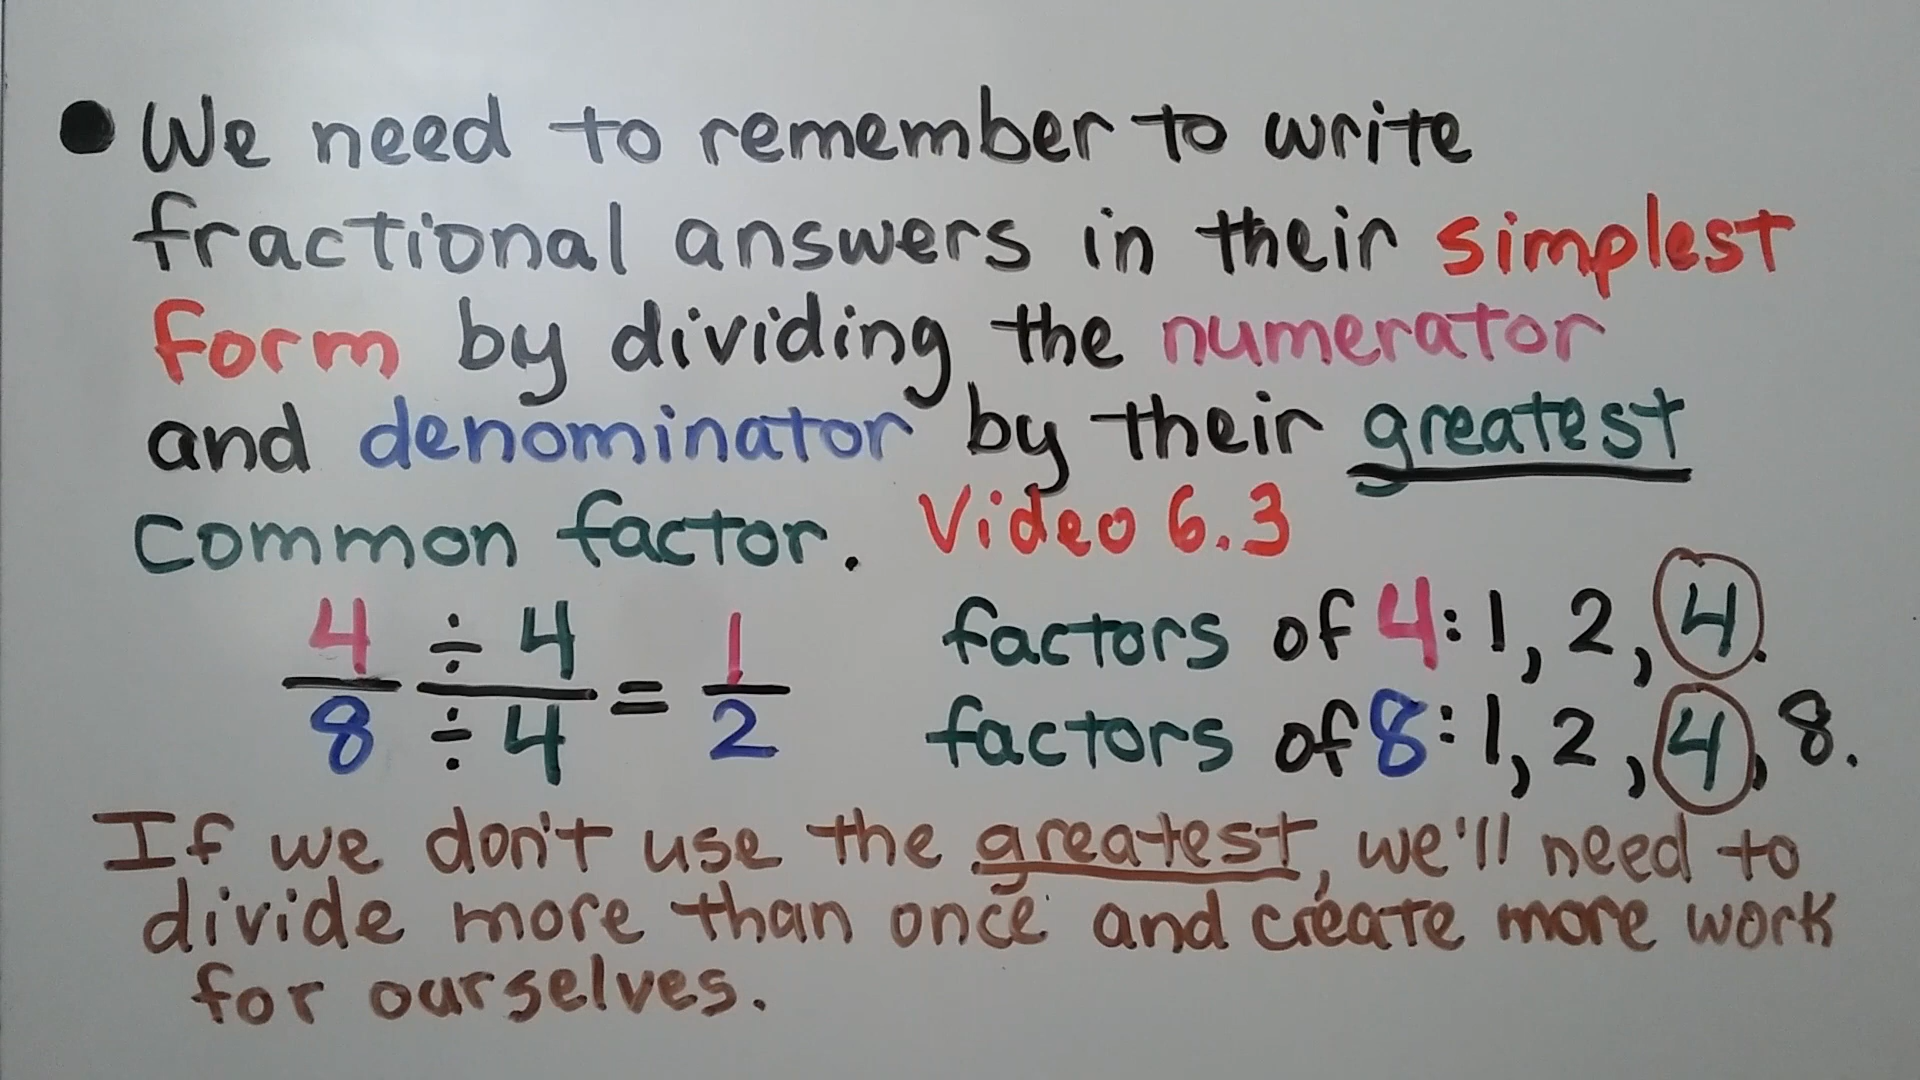 ● We need to remember to write
fractional answers in their simplest
form by dividing the numerator
and denominator by their greatest
common factor. Video 6.3
4/8 ÷4/÷4 = 1/2
factors of 4: 1, 2, 4.
factors of 8: 1, 2, 4, 8.
If we don't use the greatest, we'll need to
divide more than once and create more work
for ourselves.